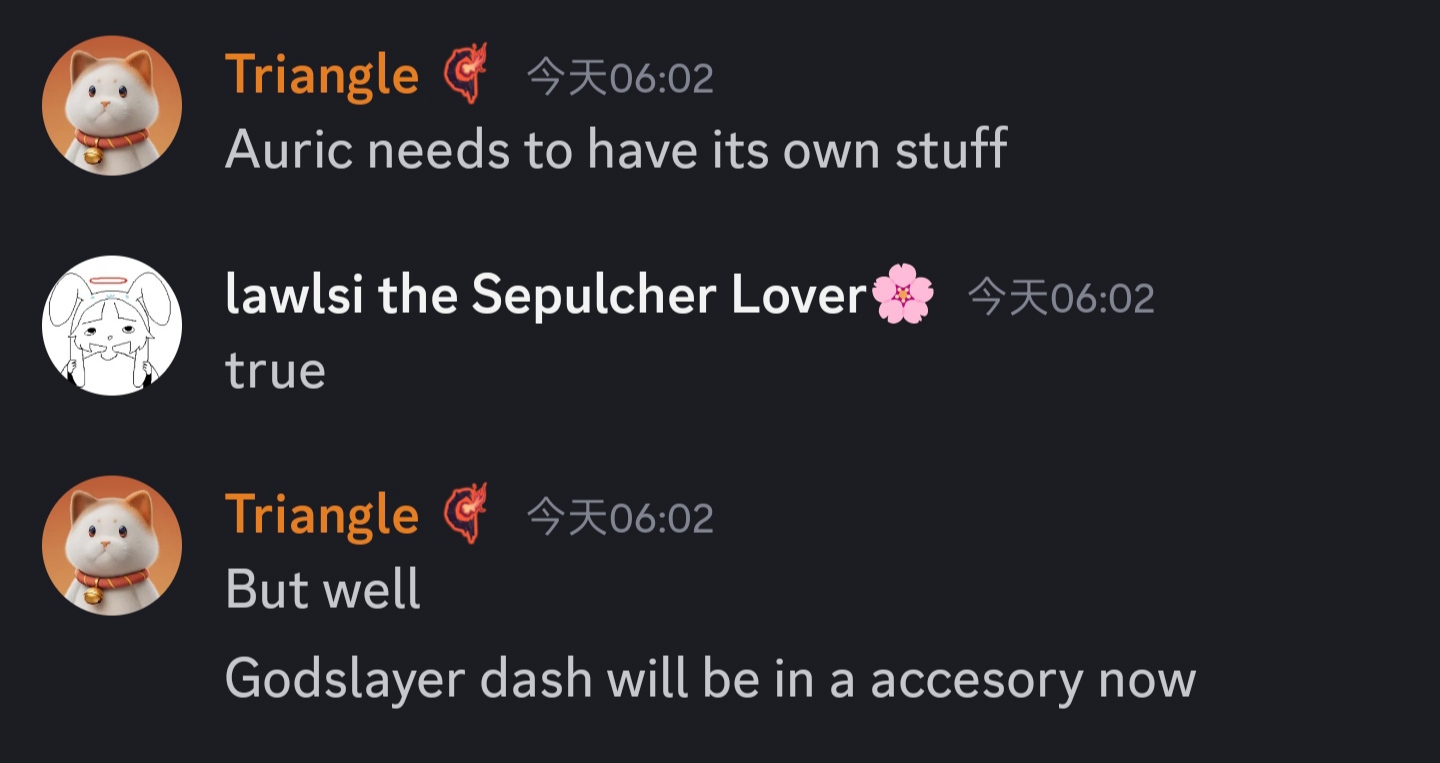 Triangle 今天06:02
Auric needs to have its own stuff
lawlsi the Sepulcher Lover🌸 今天06:02
true
Triangle 今天06:02
But well
Godslayer dash will be in a accesory now